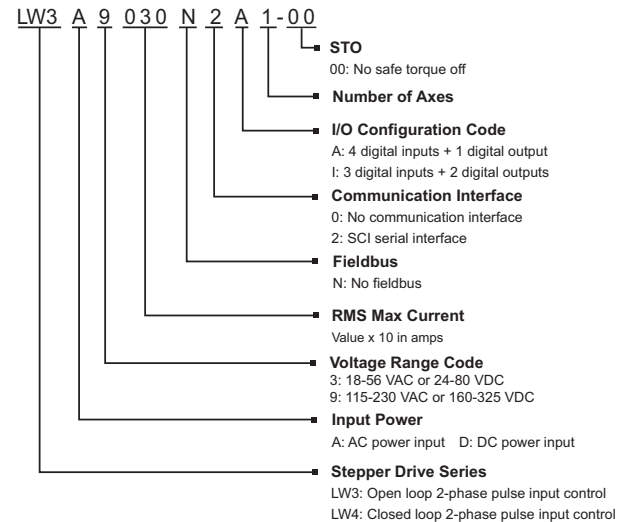 LW3 A 9 030 N 2 A 1-00
STO
00: No safe torque off
Number of Axes
I/O Configuration Code
A: 4 digital inputs + 1 digital output
I: 3 digital inputs + 2 digital outputs
Communication Interface
0: No communication interface
2: SCI serial interface
Fieldbus
N: No fieldbus
RMS Max Current
Value x 10 in amps
Voltage Range Code
3: 18-56 VAC or 24-80 VDC
9: 115-230 VAC or 160-325 VDC
Input Power
A: AC power input D: DC power input
Stepper Drive Series
LW3: Open loop 2-phase pulse input control
LW4: Closed loop 2-phase pulse input control